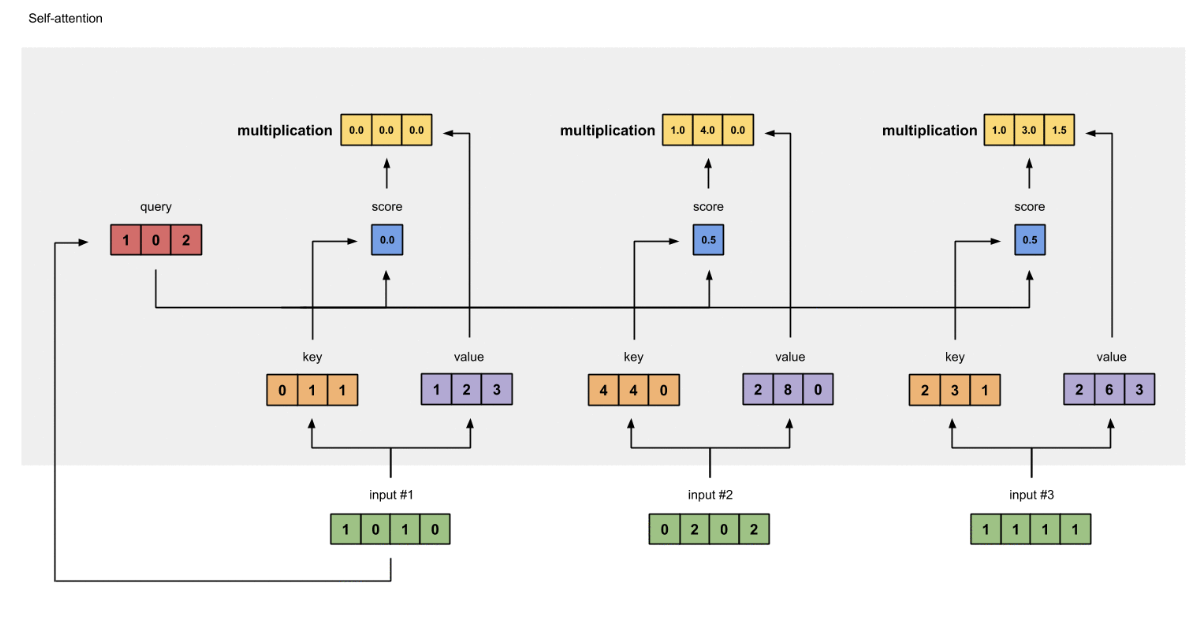 Self-attention
multiplication 0.0 0.0 0.0
multiplication 1.0 4.0 0.0
multiplication 1.0 3.0 1.5
query
1 0 2
score
0.0
score
0.5
score
0.5
key
0 1 1
value
1 2 3
key
4 4 0
value
2 8 0
key
2 3 1
value
2 6 3
input #1
1 0 1 0
input #2
0 2 0 2
input #3
1 1 1 1